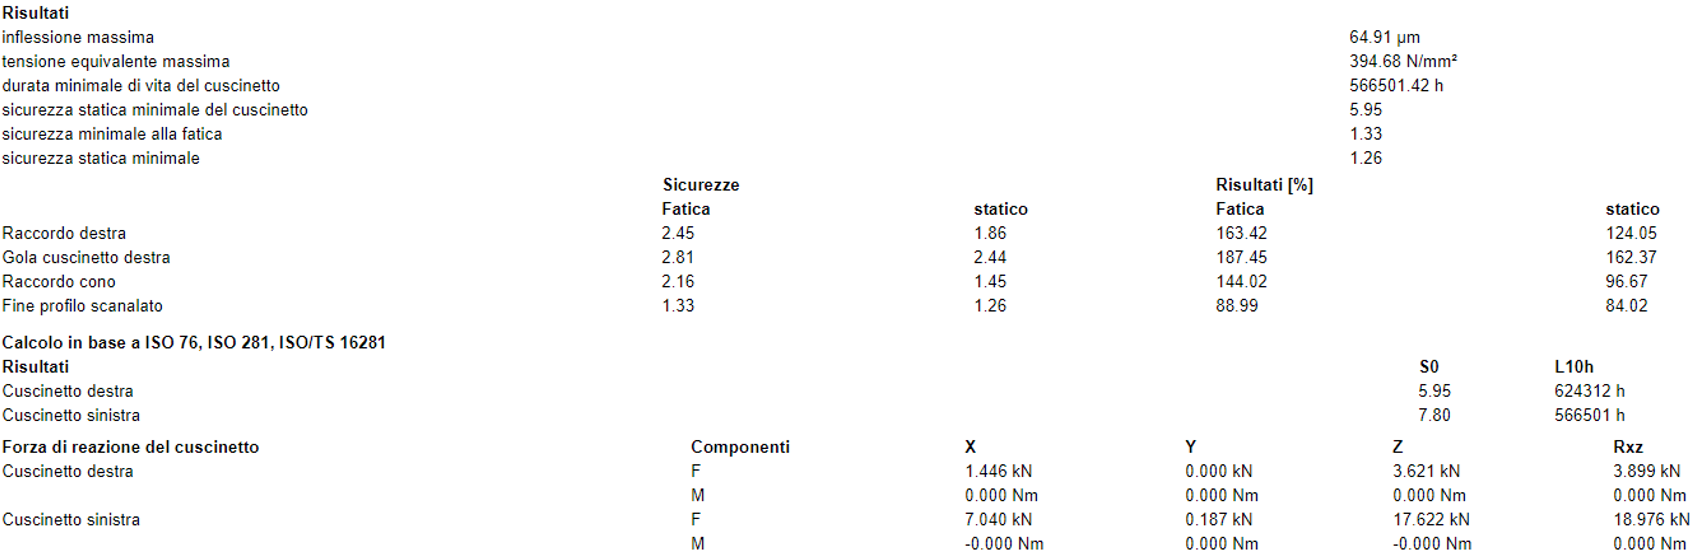 Risultati
inflessione massima 64.91 µm
tensione equivalente massima 394.68 N/mm²
durata minimale di vita del cuscinetto 566501.42 h
sicurezza statica minimale del cuscinetto 5.95
sicurezza minimale alla fatica 1.33
sicurezza statica minimale 1.26
Sicurezze Risultati [%]
Fatica statico Fatica statico
Raccordo destra 2.45 1.86 163.42 124.05
Gola cuscinetto destra 2.81 2.44 187.45 162.37
Raccordo cono 2.16 1.45 144.02 96.67
Fine profilo scanalato 1.33 1.26 88.99 84.02
Calcolo in base a ISO 76, ISO 281, ISO/TS 16281
Risultati S0 L10h
Cuscinetto destra 5.95 624312 h
Cuscinetto sinistra 7.80 566501 h
Forza di reazione del cuscinetto Componenti X Y Z Rxz
Cuscinetto destra F 1.446 kN 0.000 kN 3.621 kN 3.899 kN
M 0.000 Nm 0.000 Nm 0.000 Nm 0.000 Nm
Cuscinetto sinistra F 7.040 kN 0.187 kN 17.622 kN 18.976 kN
M -0.000 Nm 0.000 Nm -0.000 Nm 0.000 Nm